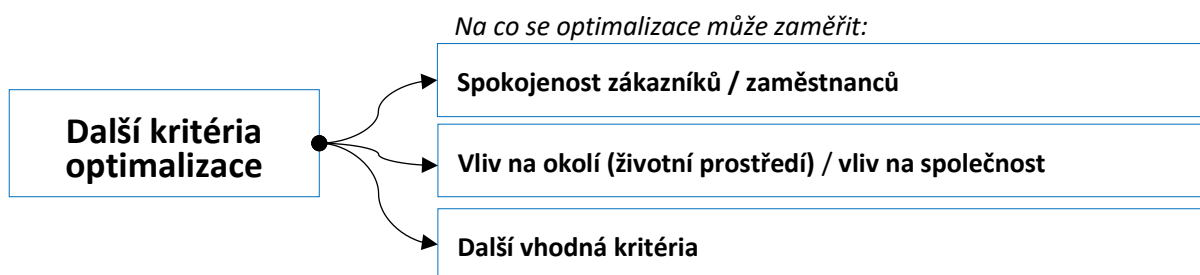 Na co se optimalizace může zaměřit:
Spokojenost zákazníků / zaměstnanců
Další kritéria
optimalizace
Vliv na okolí (životní prostředí) / vliv na společnost
Další vhodná kritéria